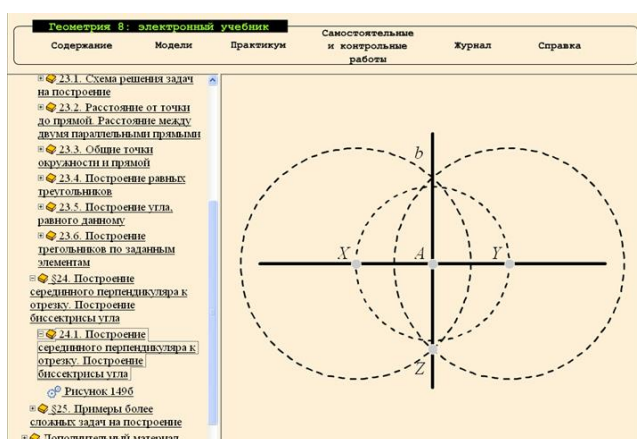 Геометрия 8: электронный учебник
Содержание
Модели
Практикум
Самостоятельные
и контрольные
работы
Журнал
Справка
23.1. Схема решения задач
на построение
23.2. Расстояние от точки
до прямой. Расстояние между
двумя параллельными прямыми
23.3. Общие точки
окружности и прямой
23.4. Построение равных
треугольников
23.5. Построение угла,
равного данному
23.6. Построение
трегольников по заданным
элементам
§24. Построение
серединного перпендикуляра к
отрезку. Построение
биссектрисы угла
24.1. Построение
серединного перпендикуляра к
отрезку. Построение
биссектрисы угла
Рисунок 149б
§25. Примеры более
сложных задач на построение
Дополнительный материал
b
X
A
Y
Z